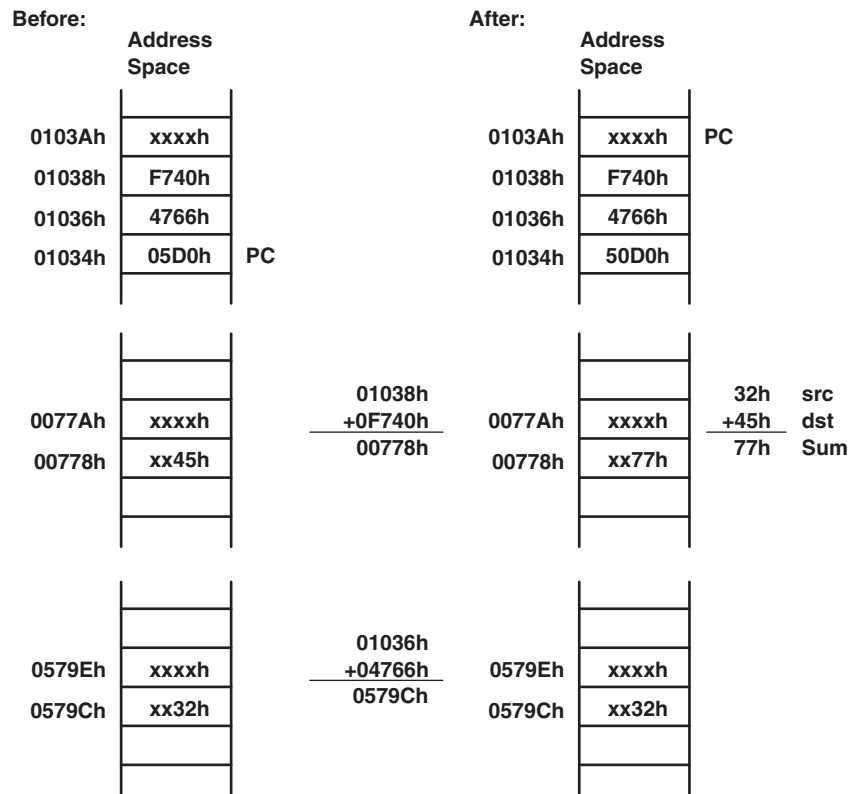 Before:
Address
Space
0103Ah xxxxh
01038h F740h
01036h 4766h
01034h 05D0h PC
0077Ah xxxxh
00778h xx45h
01038h
+0F740h
00778h
0579Eh xxxxh
0579Ch xx32h
01036h
+04766h
0579Ch
After:
Address
Space
0103Ah xxxxh PC
01038h F740h
01036h 4766h
01034h 50D0h
0077Ah xxxxh
00778h xx77h
32h src
+45h dst
77h Sum
0579Eh xxxxh
0579Ch xx32h